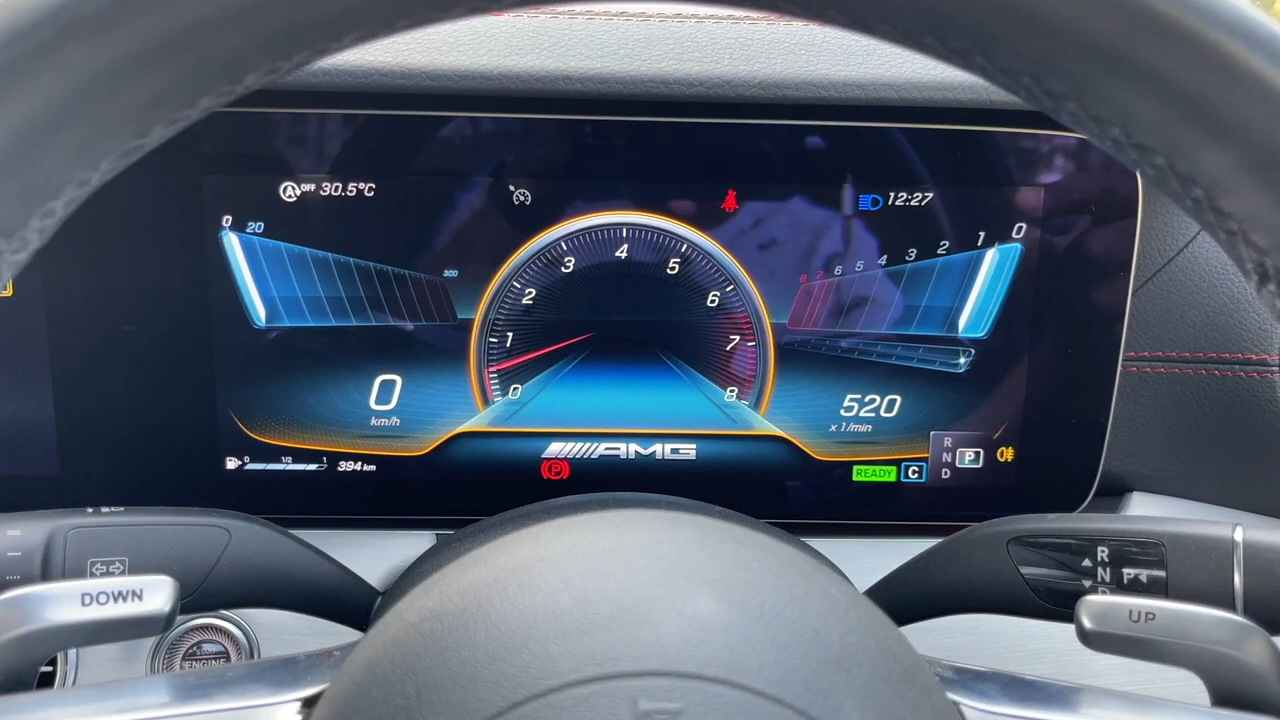 OFF 30.5°C
12:27
0 20 300
0 1 2 3 4 5 6 7 8
8 7 6 5 4 3 2 1 0
0
km/h
520
x 1/min
AMG
0 1/2 1
394 km
P
READY C
R
N P
D
DOWN
START
ENGINE
R
N P
D
UP